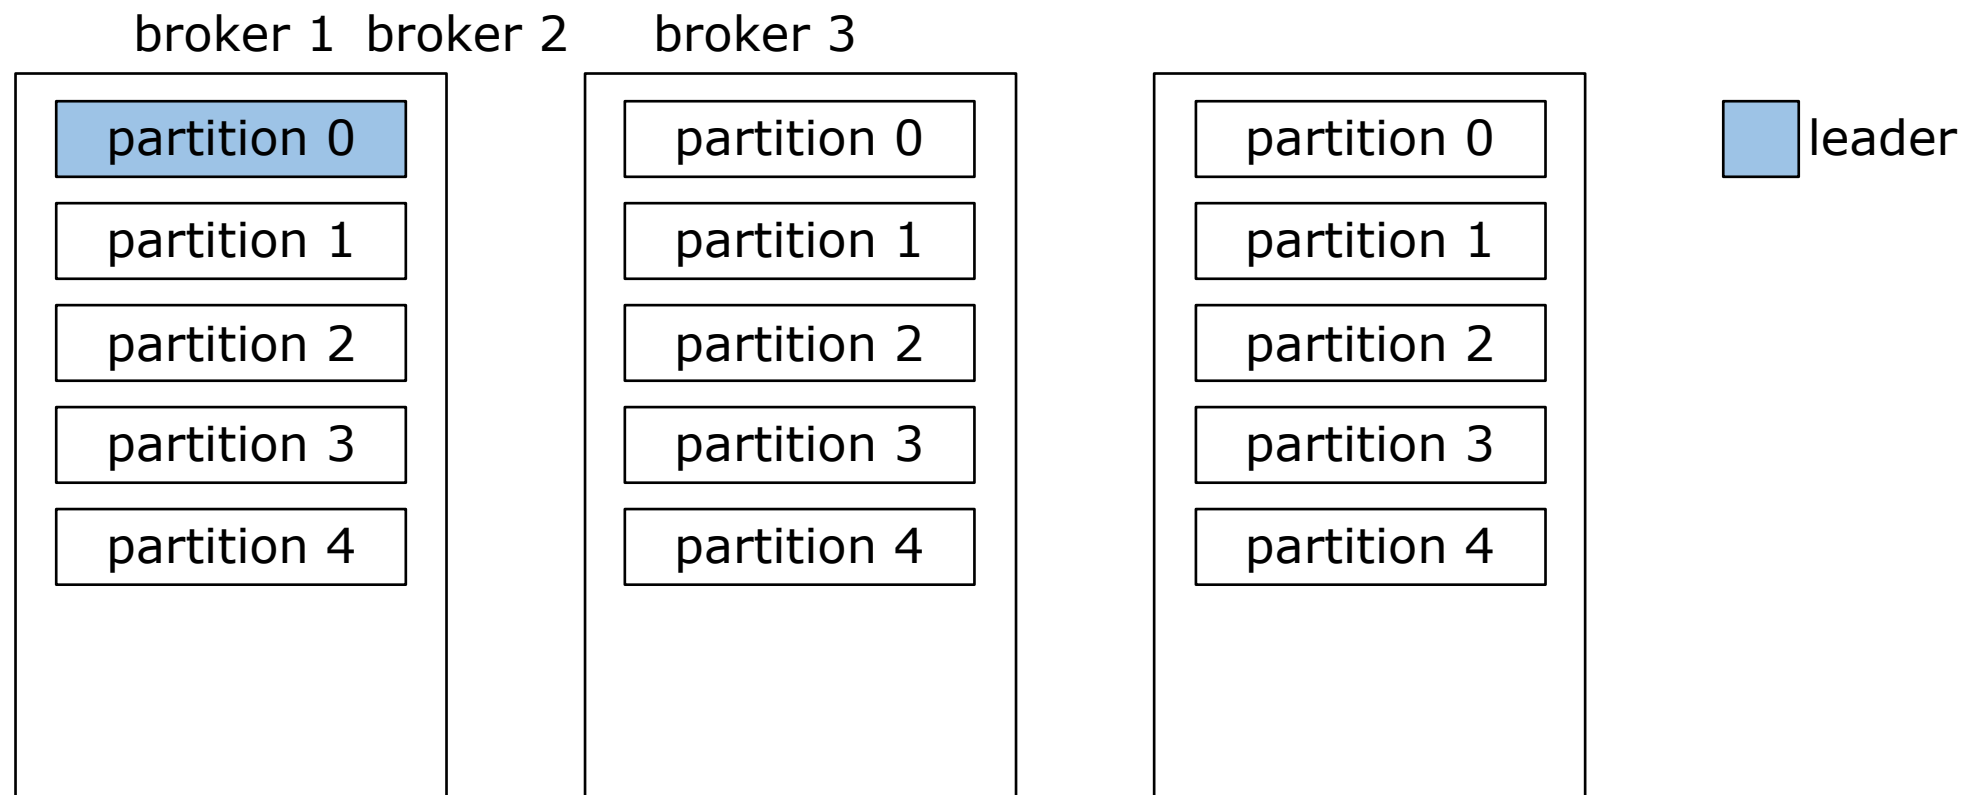 broker 1 broker 2 broker 3
partition 0 partition 0 partition 0 leader
partition 1 partition 1 partition 1
partition 2 partition 2 partition 2
partition 3 partition 3 partition 3
partition 4 partition 4 partition 4